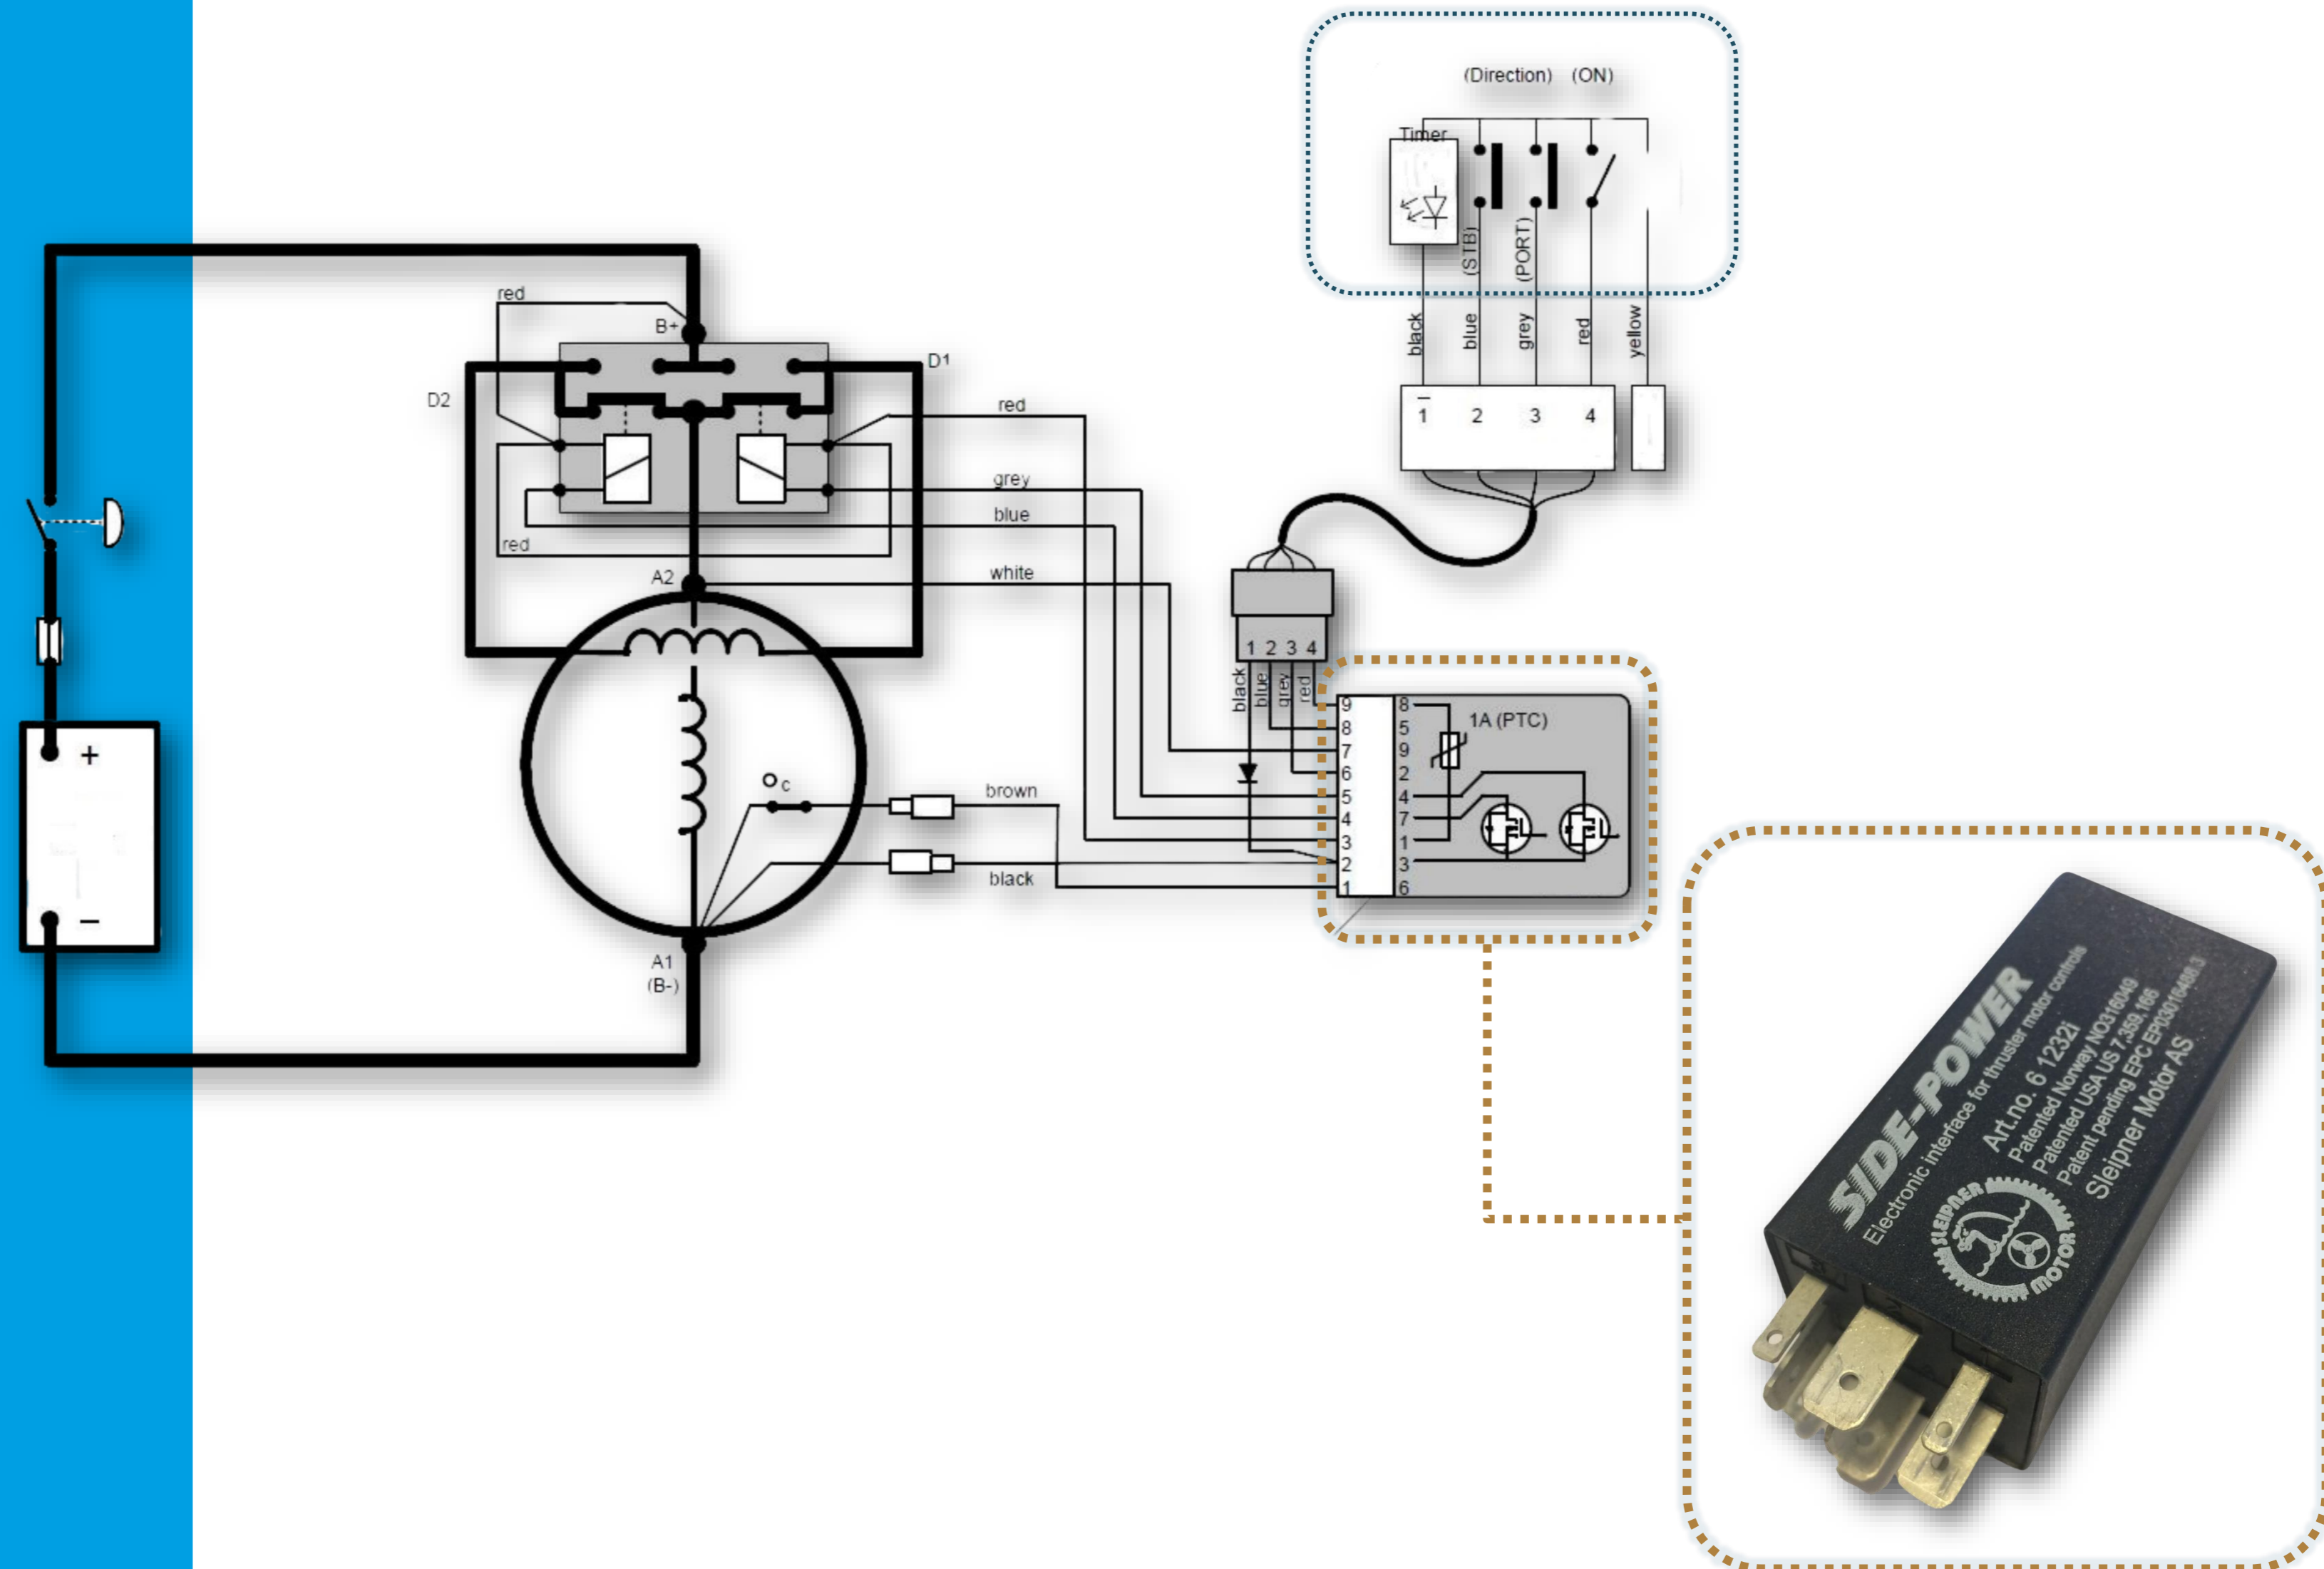 (Direction) (ON)
Timer
(STB)
(PORT)
black
blue
grey
red
yellow
1 2 3 4
red
B+
D1
D2
red
grey
blue
red
white
A2
1 2 3 4
black
blue
grey
red
9 8
8 5
7 9
6 2
5 4
4 7
3 1
2 3
1 6
1A (PTC)
°C
brown
black
+
−
A1
(B-)
SIDE-POWER
Electronic interface for thruster motor controls
Art.no. 6 1232i
Patented Norway NO316049
Patented USA US 7,359,166
Patent pending EPC EP03016488.3
Sleipner Motor AS
SLEIPNER
MOTOR